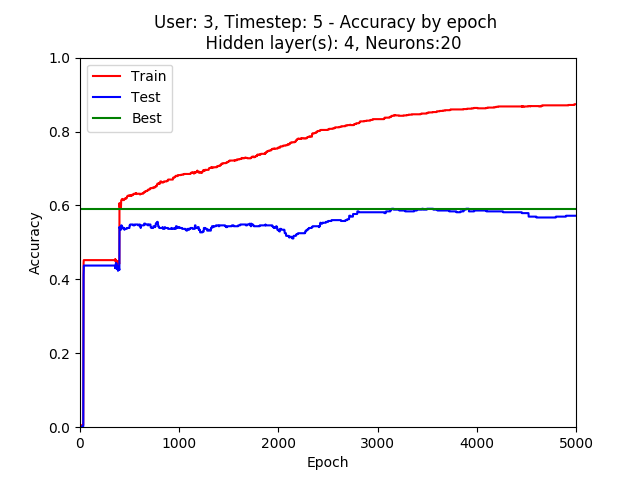 User: 3, Timestep: 5 - Accuracy by epoch
Hidden layer(s): 4, Neurons:20
1.0
0.8
0.6
0.4
0.2
0.0
Accuracy
Train
Test
Best
0 1000 2000 3000 4000 5000
Epoch